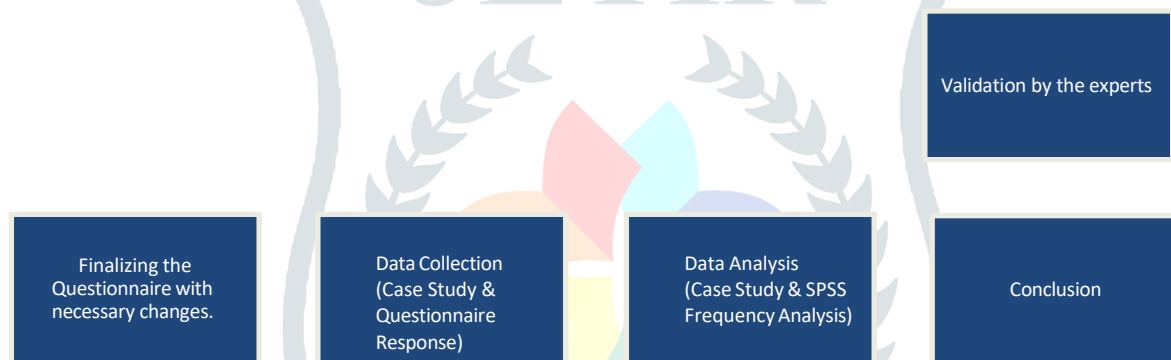 Validation by the experts
Finalizing the
Questionnaire with
necessary changes.
Data Collection
(Case Study &
Questionnaire
Response)
Data Analysis
(Case Study & SPSS
Frequency Analysis)
Conclusion